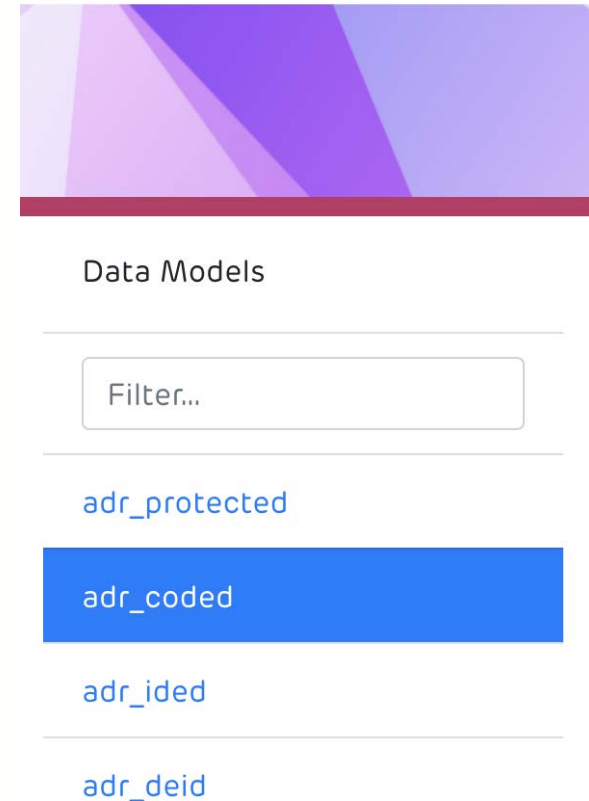 Data Models
Filter...
adr_protected
adr_coded
adr_ided
adr_deid